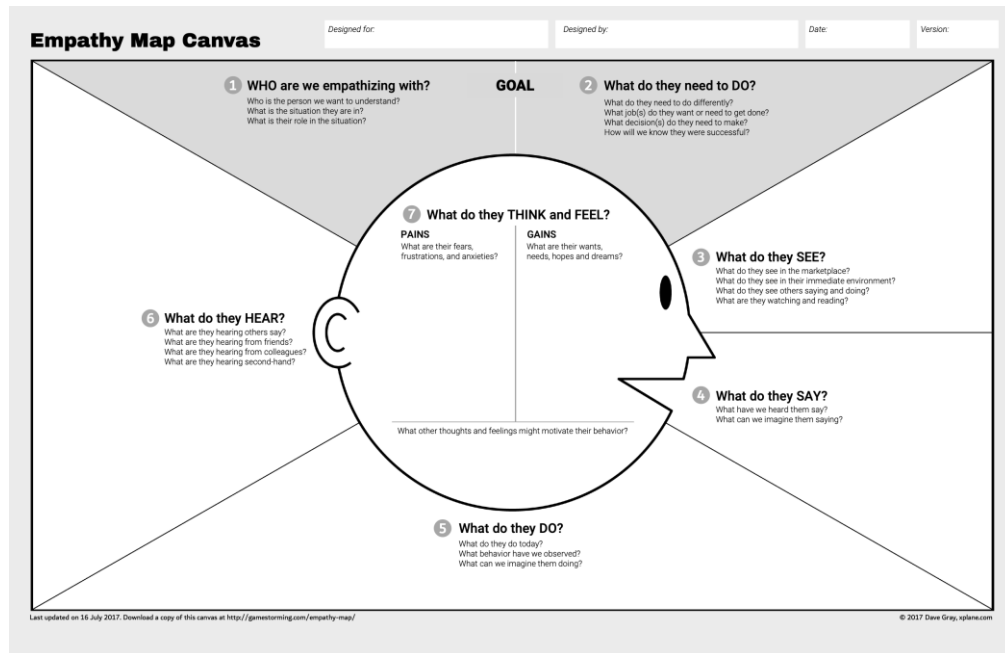 Empathy Map Canvas
Designed for:
Designed by:
Date:
Version:
1 WHO are we empathizing with?
Who is the person we want to understand?
What is the situation they are in?
What is their role in the situation?
GOAL
2 What do they need to DO?
What do they need to do differently?
What job(s) do they want or need to get done?
What decision(s) do they need to make?
How will we know they were successful?
3 What do they SEE?
What do they see in the marketplace?
What do they see in their immediate environment?
What do they see others saying and doing?
What are they watching and reading?
4 What do they SAY?
What have we heard them say?
What can we imagine them saying?
5 What do they DO?
What do they do today?
What behavior have we observed?
What can we imagine them doing?
6 What do they HEAR?
What are they hearing others say?
What are they hearing from friends?
What are they hearing from colleagues?
What are they hearing second-hand?
7 What do they THINK and FEEL?
PAINS
What are their fears,
frustrations, and anxieties?
GAINS
What are their wants,
needs, hopes and dreams?
What other thoughts and feelings might motivate their behavior?
Last updated on 16 July 2017. Download a copy of this canvas at http://gamestorming.com/empathy-map/
© 2017 Dave Gray, xplane.com